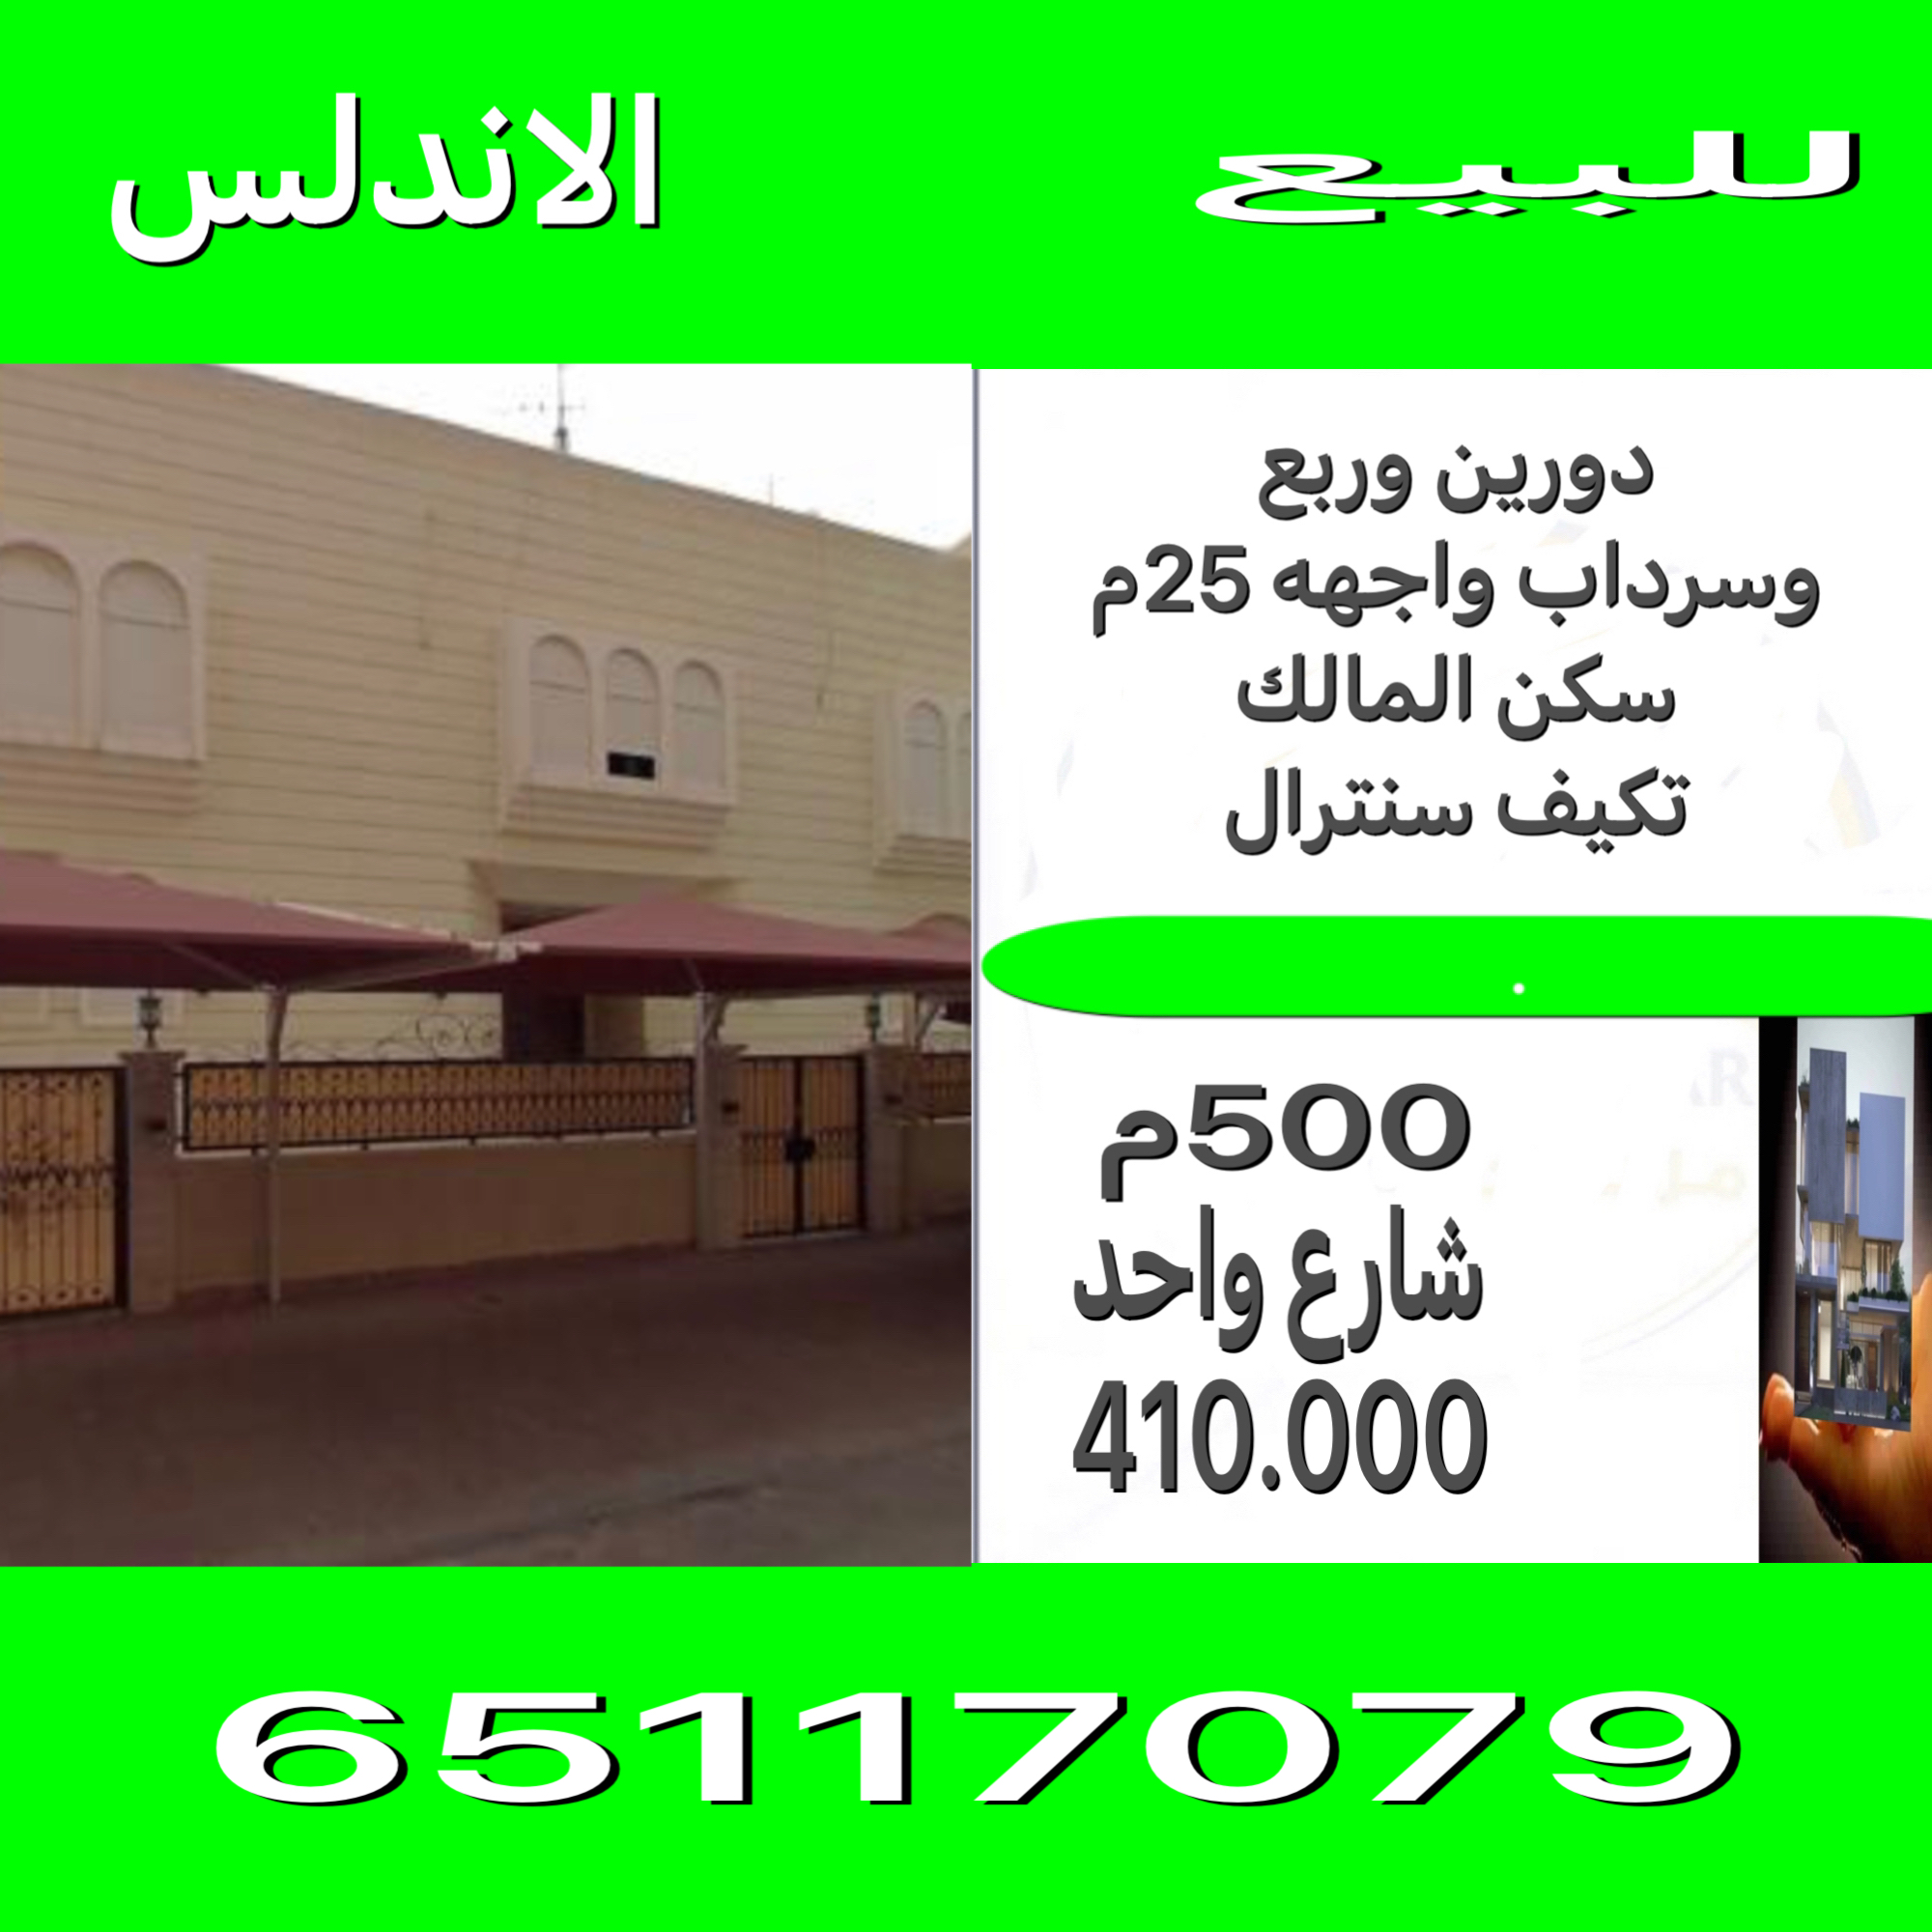 للبيع
الاندلس
دورين وربع
وسرداب واجهه 25م
سكن المالك
تكيف سنترال
500م
شارع واحد
410.000
65117079